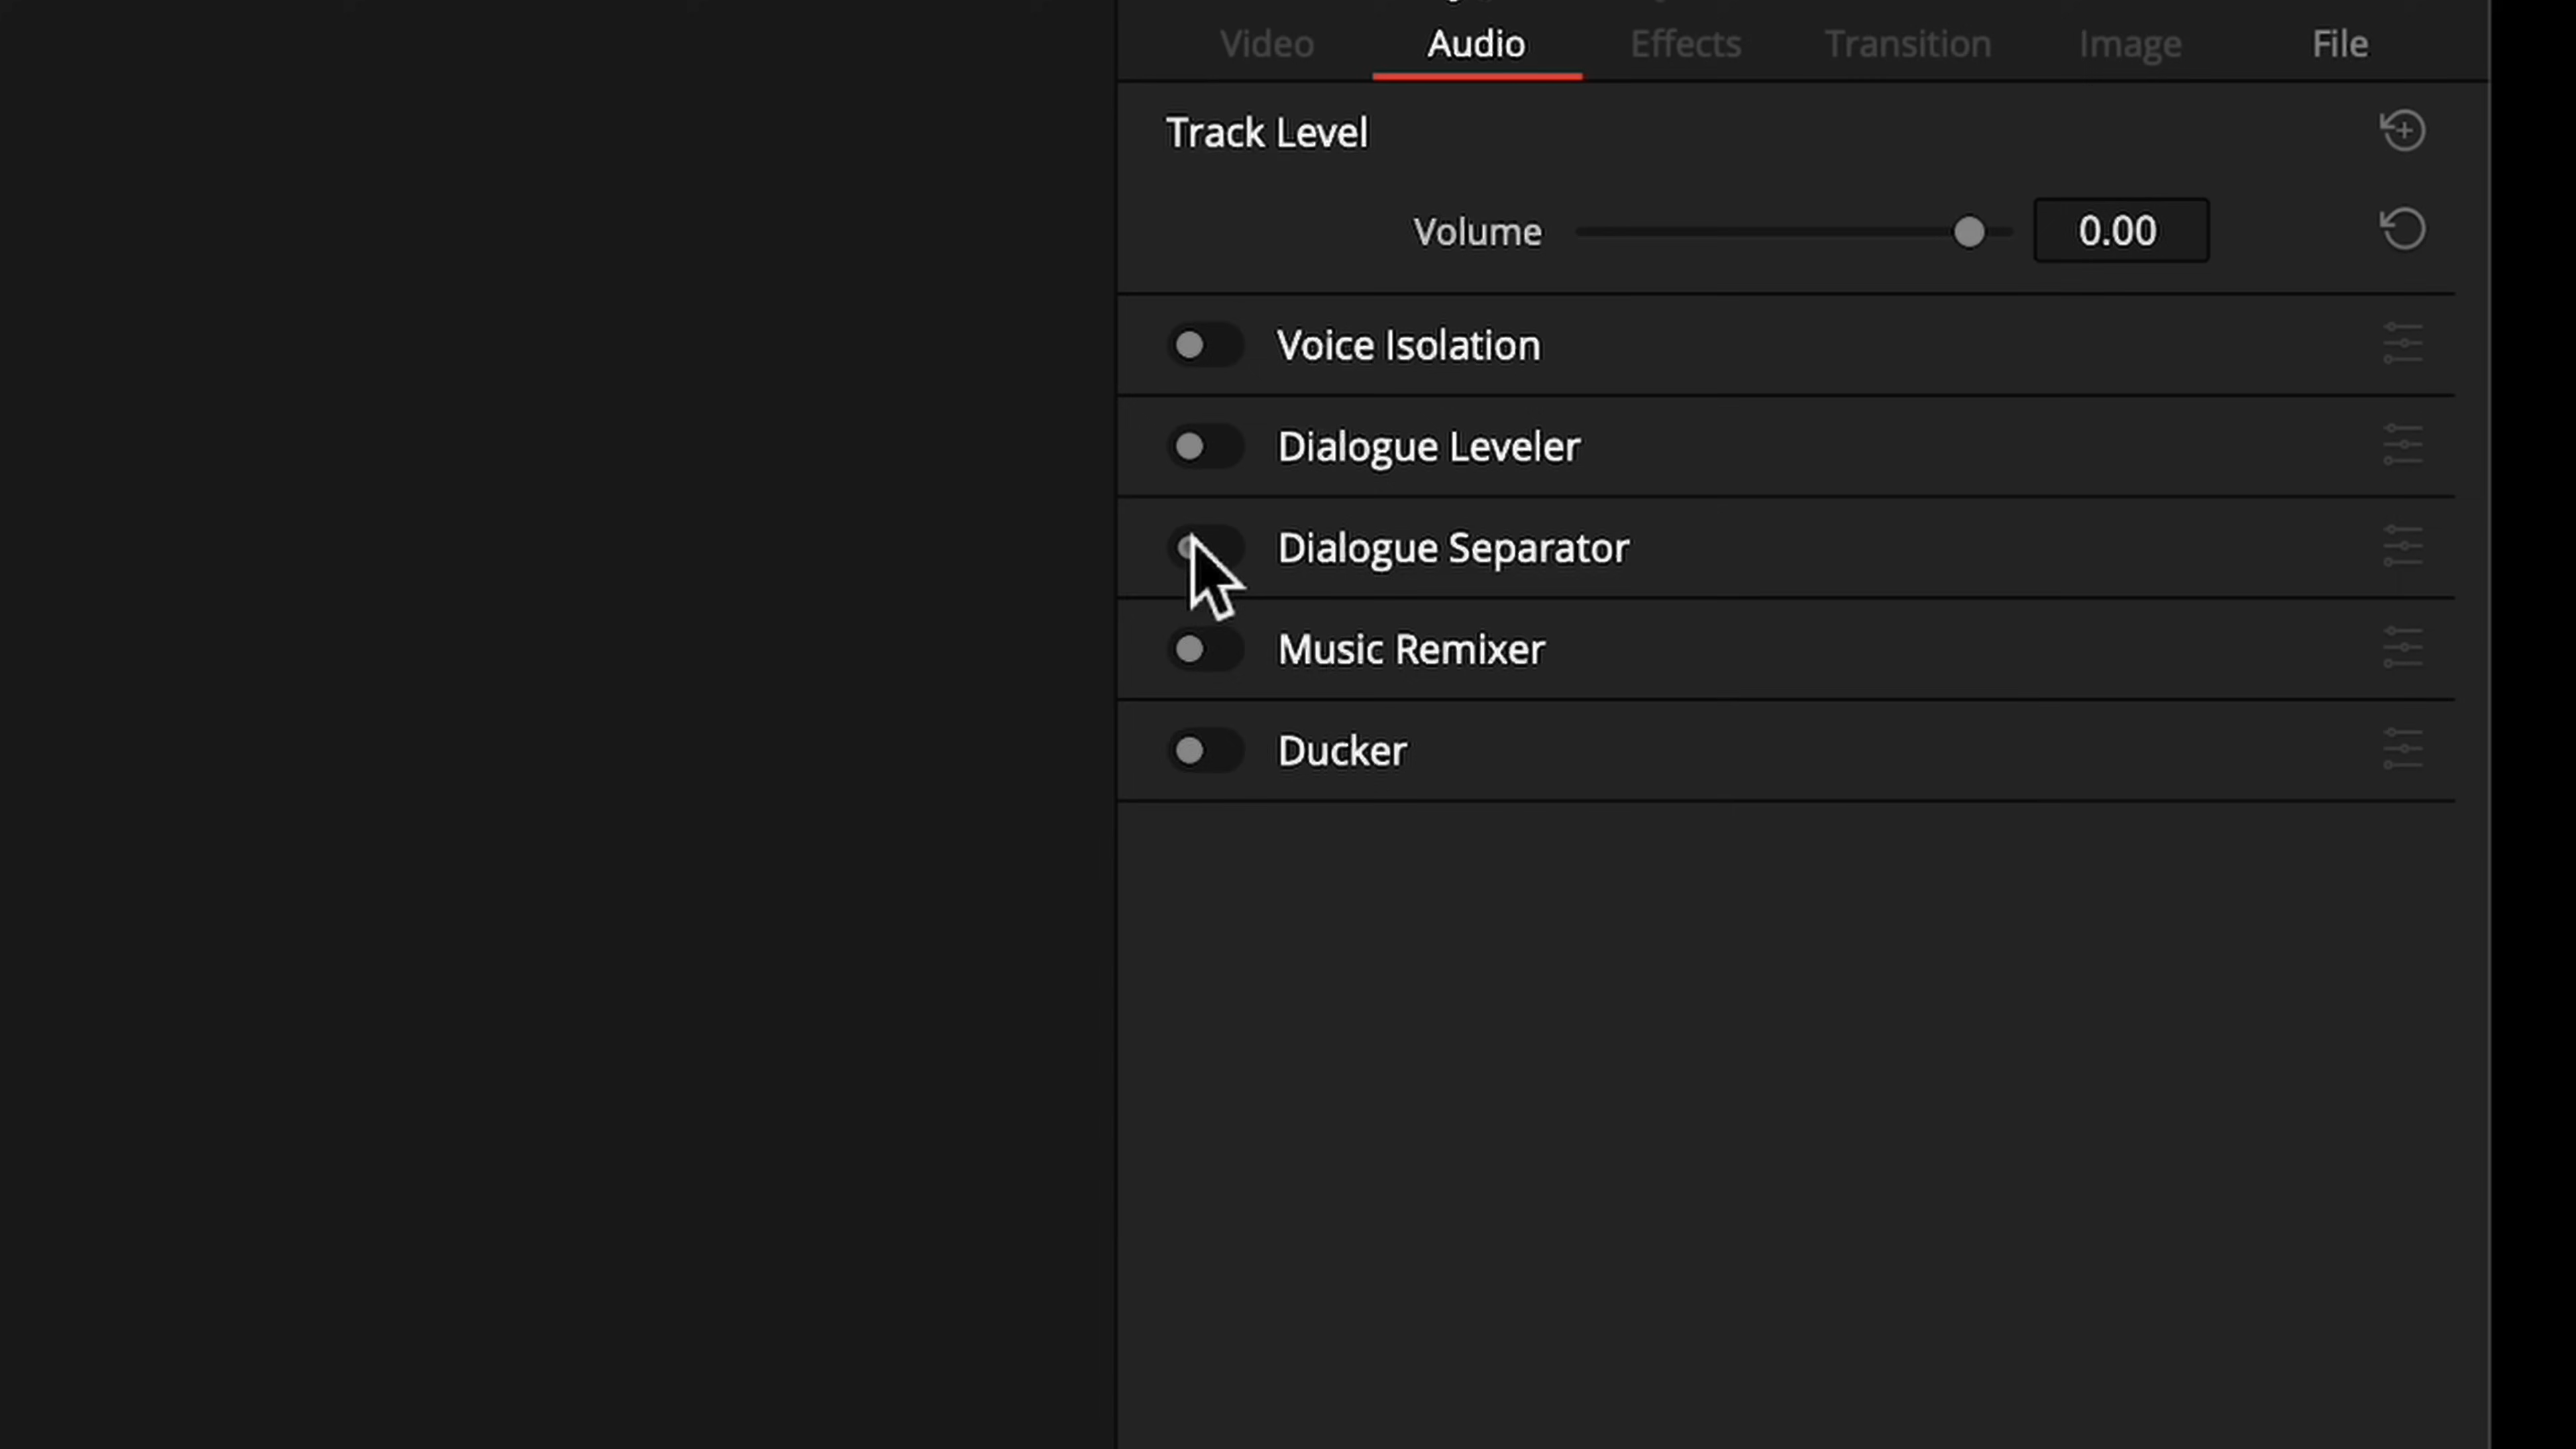 Video Audio Effects Transition Image File
Track Level
Volume 0.00
Voice Isolation
Dialogue Leveler
Dialogue Separator
Music Remixer
Ducker